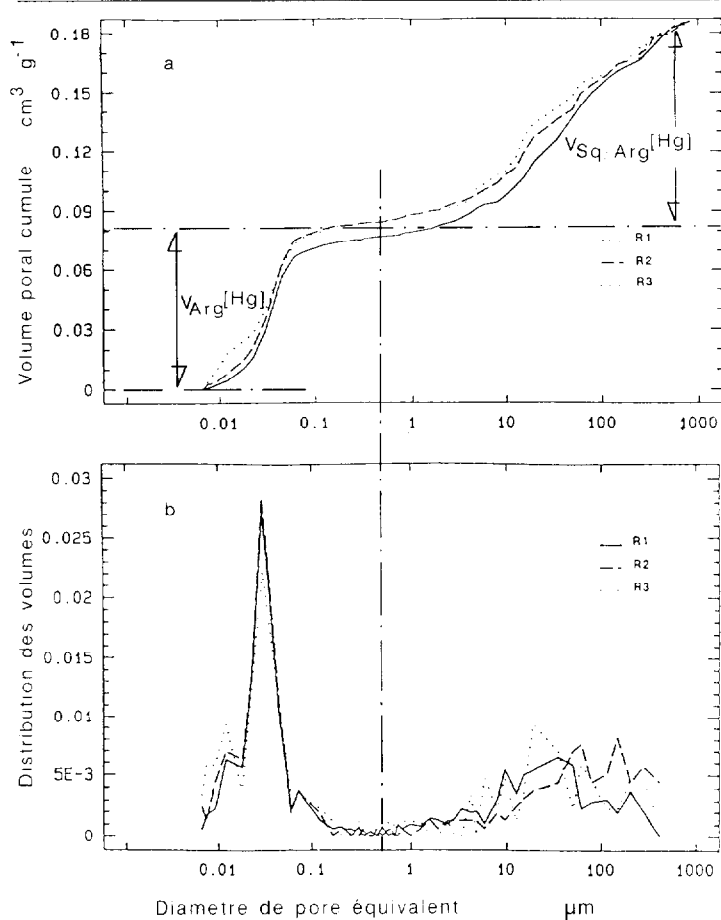 a
Volume poral cumule cm³ g⁻¹
0.18
0.15
0.12
0.09
0.06
0.03
0
V Sq, Arg [Hg]
V Arg [Hg]
R1
R2
R3
0.01 0.1 1 10 100 1000
b
Distribution des volumes
0.03
0.025
0.02
0.015
0.01
5E-3
0
R1
R2
R3
0.01 0.1 1 10 100 1000
Diametre de pore équivalent µm